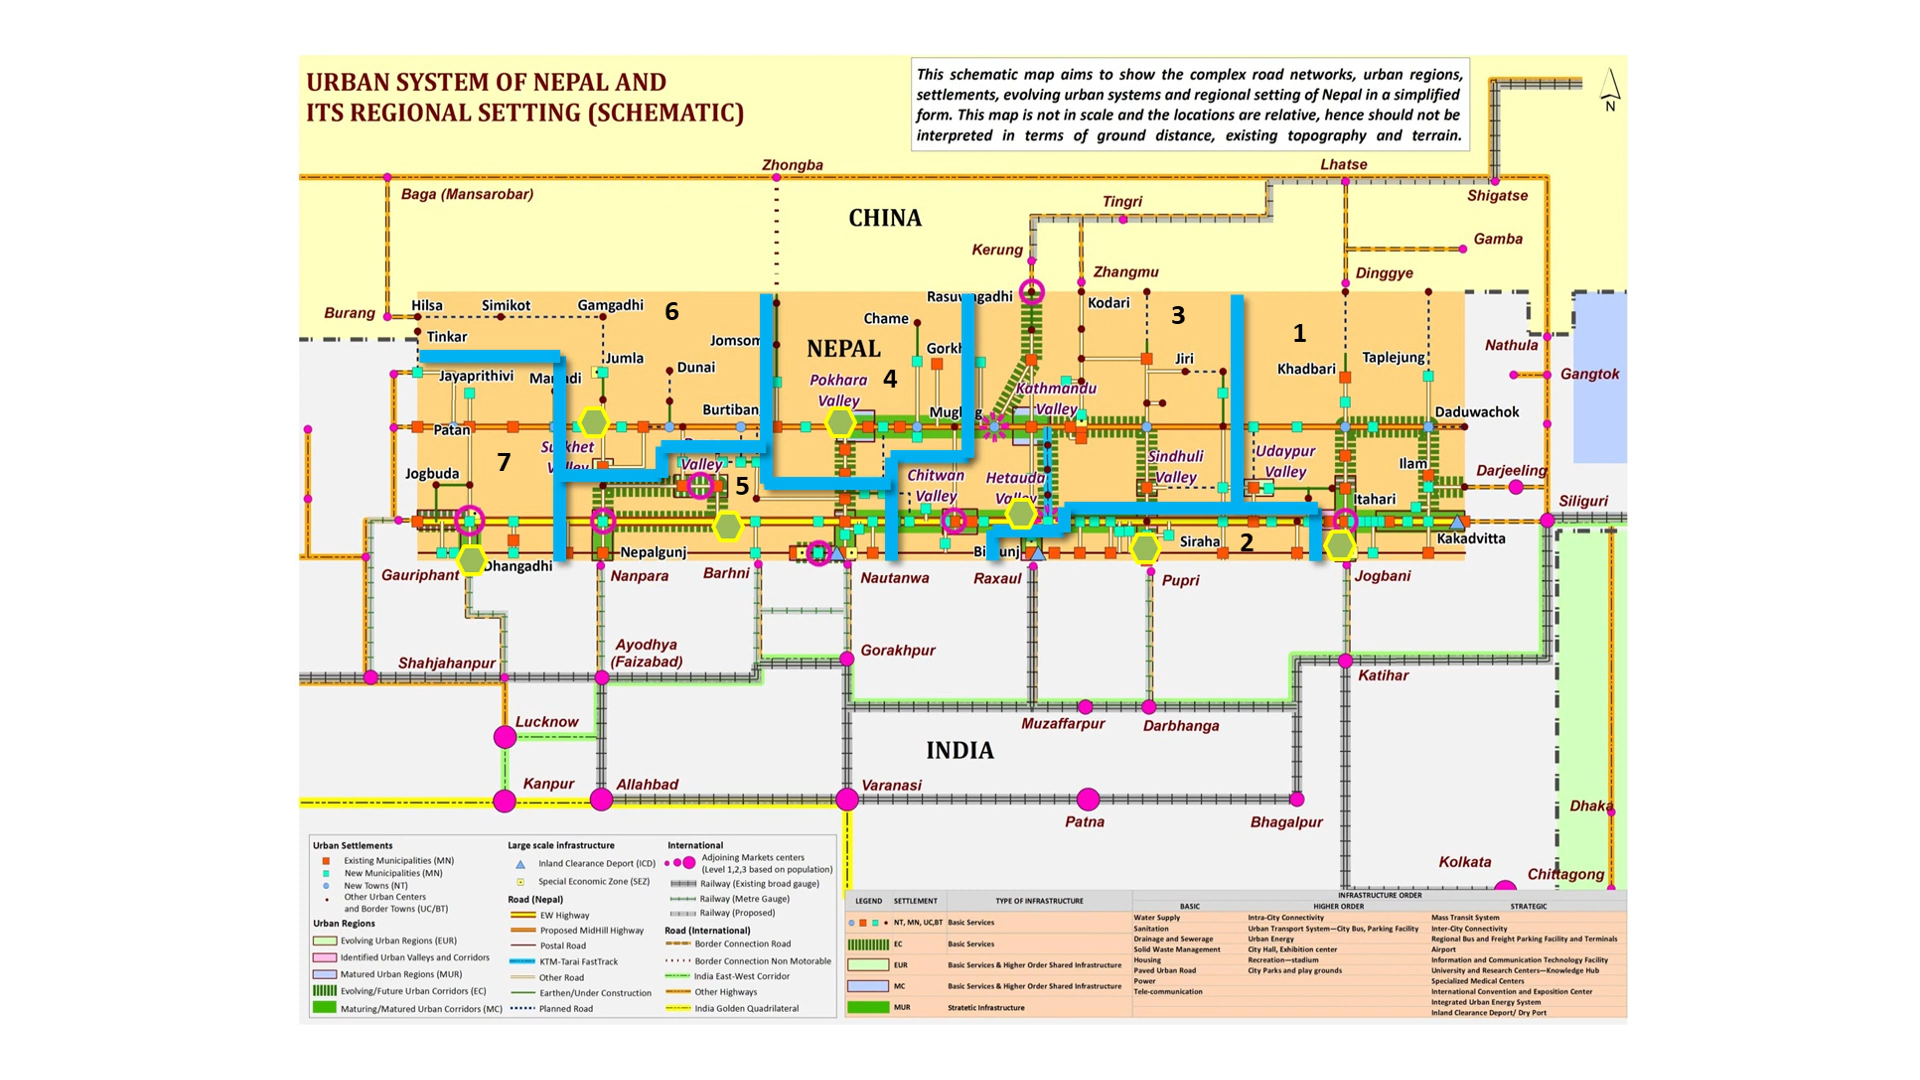 URBAN SYSTEM OF NEPAL AND
ITS REGIONAL SETTING (SCHEMATIC)
This schematic map aims to show the complex road networks, urban regions,
settlements, evolving urban systems and regional setting of Nepal in a simplified
form. This map is not in scale and the locations are relative, hence should not be
interpreted in terms of ground distance, existing topography and terrain.
N
Zhongba
Lhatse
Baga (Mansarobar)
Shigatse
Tingri
CHINA
Gamba
Kerung
Zhangmu
Dinggye
Rasuwagadhi
Kodari
Hilsa
Simikot
Gamgadhi
6
3
Burang
Chame
1
Tinkar
Jomsom
NEPAL
Gorkh
Nathula
Jumla
Jiri
Taplejung
Dunai
Khadbari
Gangtok
Jayaprithivi
4
Pokhara
Valley
Kathmandu
Valley
Burtiban
Mugling
Daduwachok
Patan
7
Valley
Jogbuda
5
Chitwan
Valley
Hetauda
Valley
Sindhuli
Valley
Udaypur
Valley
Ilam
Darjeeling
Itahari
Siliguri
Siraha
2
Kakadvitta
Nepalgunj
Dhangadhi
Gauriphant
Nanpara
Barhni
Nautanwa
Raxaul
Pupri
Jogbani
Ayodhya
(Faizabad)
Gorakhpur
Shahjahanpur
Katihar
Lucknow
Muzaffarpur
Darbhanga
INDIA
Kanpur
Allahbad
Varanasi
Patna
Bhagalpur
Dhaka
Kolkata
Chittagong
Urban Settlements
Existing Municipalities (MN)
New Municipalities (MN)
New Towns (NT)
Other Urban Centers
and Border Towns (UC/BT)
Urban Regions
Evolving Urban Regions (EUR)
Identified Urban Valleys and Corridors
Matured Urban Regions (MUR)
Evolving/Future Urban Corridors (EC)
Maturing/Matured Urban Corridors (MC)
Large scale infrastructure
Inland Clearance Deport (ICD)
Special Economic Zone (SEZ)
Road (Nepal)
EW Highway
Proposed MidHill Highway
Postal Road
KTM-Tarai FastTrack
Other Road
Earthen/Under Construction
Planned Road
International
Adjoining Markets centers
(Level 1,2,3 based on population)
Railway (Existing broad gauge)
Railway (Metre Gauge)
Railway (Proposed)
Road (International)
Border Connection Road
Border Connection Non Motorable
India East-West Corridor
Other Highways
India Golden Quadrilateral
LEGEND SETTLEMENT TYPE OF INFRASTRUCTURE
INFRASTRUCTURE ORDER
BASIC HIGHER ORDER STRATEGIC
NT, MN, UC,BT Basic Services
EC Basic Services
EUR Basic Services & Higher Order Shared Infrastructure
MC Basic Services & Higher Order Shared Infrastructure
MUR Stratetic Infrastructure
Water Supply
Sanitation
Drainage and Sewerage
Solid Waste Management
Housing
Paved Urban Road
Power
Tele-communication
Intra-City Connectivity
Urban Transport System—City Bus, Parking Facility
Urban Energy
City Hall, Exhibition center
Recreation—stadium
City Parks and play grounds
Mass Transit System
Inter-City Connectivity
Regional Bus and Freight Parking Facility and Terminals
Airport
Information and Communication Technology Facility
University and Research Centers—Knowledge Hub
Specialized Medical Centers
International Convention and Exposition Center
Integrated Urban Energy System
Inland Clearance Deport/ Dry Port